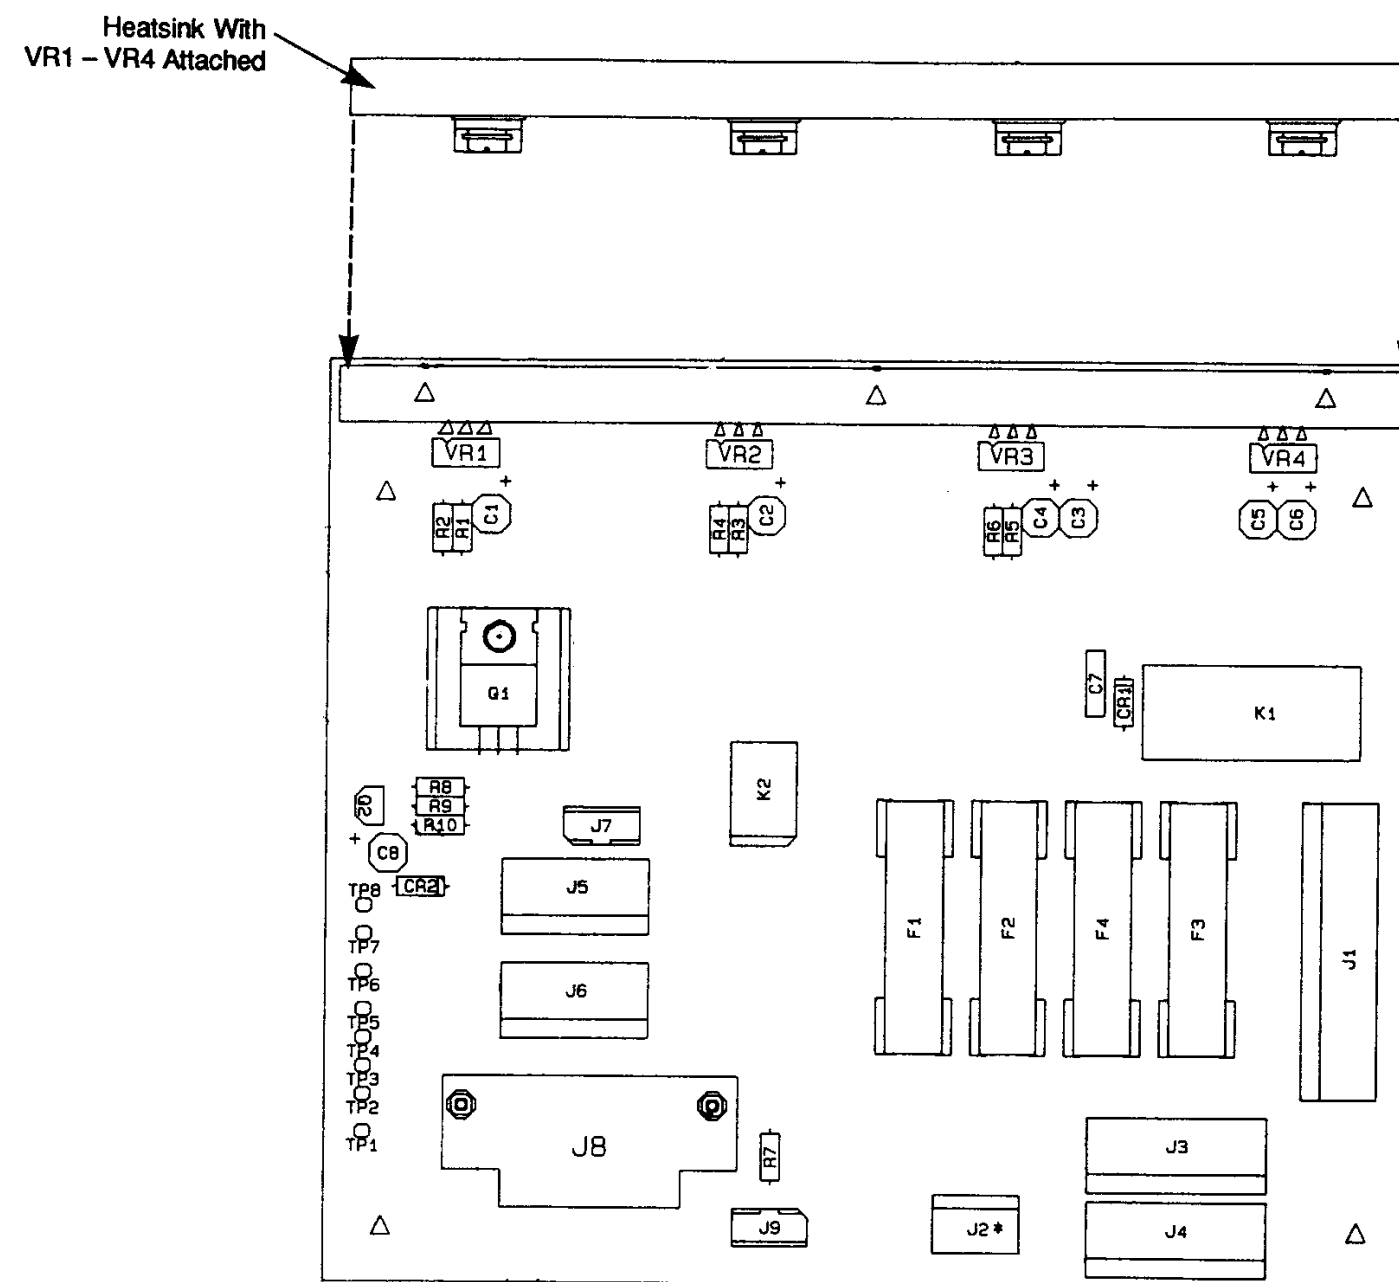 Heatsink With
VR1 – VR4 Attached
VR1
VR2
VR3
VR4
+
+
+ +
+ +
R2
R1
C1
R4
R3
C2
R6
R5
C4
C3
C5
C6
Q1
C7
CR1
K1
K2
R8
R9
R10
Q2
+
C8
J7
CR2
J5
TP8
TP7
TP6
TP5
TP4
TP3
TP2
TP1
J6
F1
F2
F4
F3
J1
J8
R7
J3
J9
J2*
J4